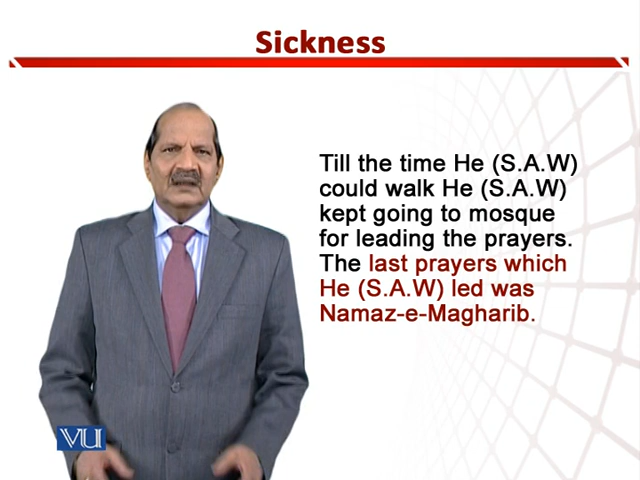 Sickness
Till the time He (S.A.W)
could walk He (S.A.W)
kept going to mosque
for leading the prayers.
The last prayers which
He (S.A.W) led was
Namaz-e-Magharib.
VU